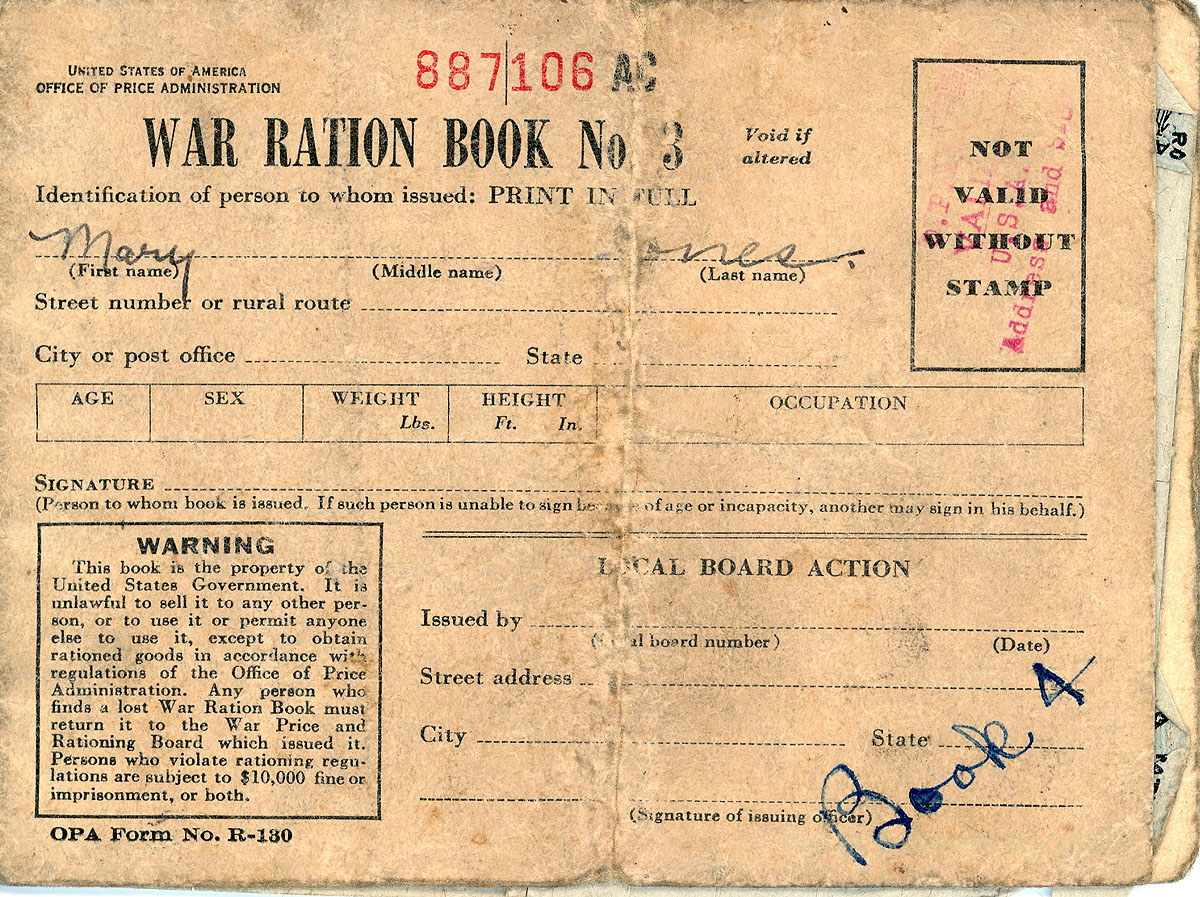 UNITED STATES OF AMERICA
OFFICE OF PRICE ADMINISTRATION
887106 AC
WAR RATION BOOK No. 3
Void if
altered
Identification of person to whom issued: PRINT IN FULL
Mary Jones.
(First name) (Middle name) (Last name)
Street number or rural route
City or post office State
NOT
VALID
WITHOUT
STAMP
U.S.A.
Address and
AGE SEX WEIGHT HEIGHT OCCUPATION
Lbs. Ft. In.
SIGNATURE
(Person to whom book is issued. If such person is unable to sign because of age or incapacity, another may sign in his behalf.)
WARNING
This book is the property of the
United States Government. It is
unlawful to sell it to any other per-
son, or to use it or permit anyone
else to use it, except to obtain
rationed goods in accordance with
regulations of the Office of Price
Administration. Any person who
finds a lost War Ration Book must
return it to the War Price and
Rationing Board which issued it.
Persons who violate rationing regu-
lations are subject to $10,000 fine or
imprisonment, or both.
OPA Form No. R-130
LOCAL BOARD ACTION
Issued by
(Local board number) (Date)
Street address
City State
(Signature of issuing officer)
Book 4